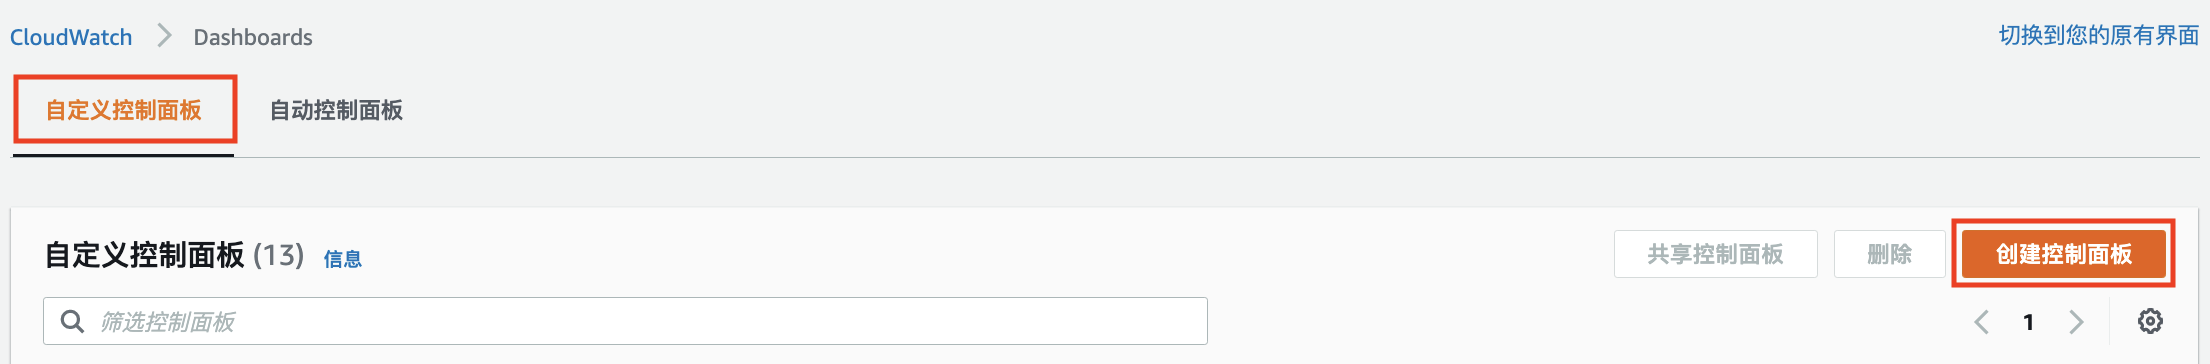 CloudWatch > Dashboards
切换到您的原有界面
自定义控制面板 自动控制面板
自定义控制面板 (13) 信息
共享控制面板 删除 创建控制面板
筛选控制面板
1